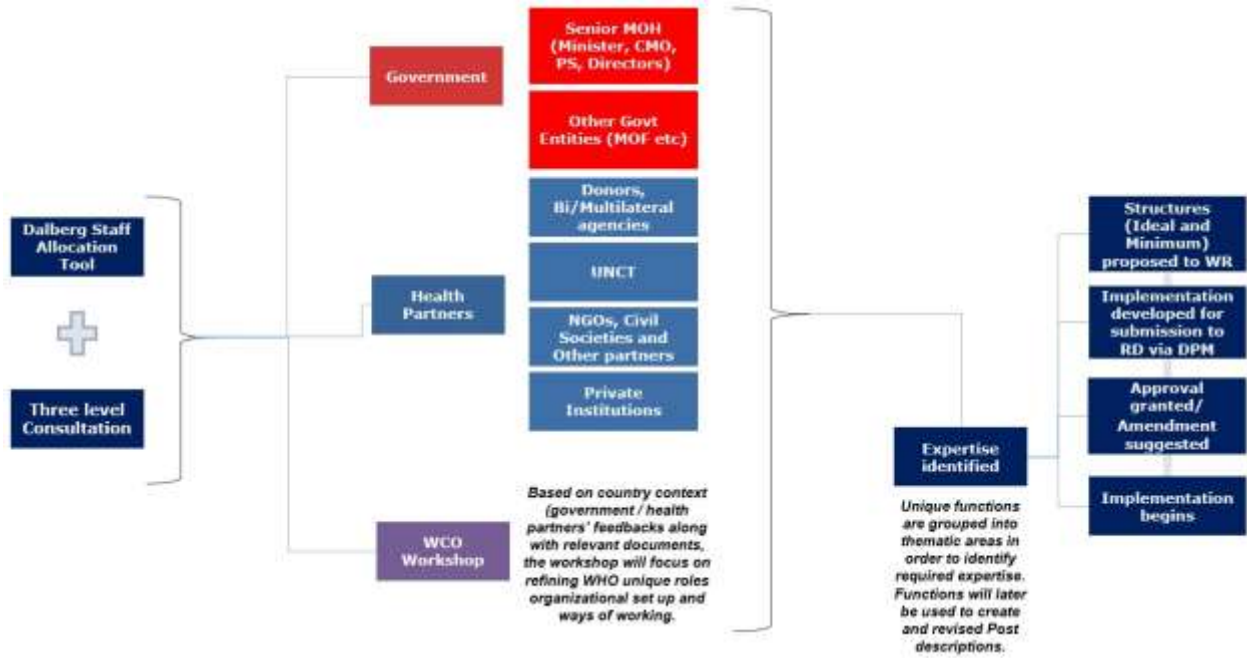 Dalberg Staff
Allocation
Tool
Three level
Consultation
Government
Health
Partners
WCO
Workshop
Senior MOH
(Minister, CMO,
PS, Directors)
Other Govt
Entities (MOF etc)
Donors,
Bi/Multilateral
agencies
UNCT
NGOs, Civil
Societies and
Other partners
Private
Institutions
Based on country context
(government / health
partners' feedbacks along
with relevant documents,
the workshop will focus on
refining WHO unique roles
organizational set up and
ways of working.
Expertise
identified
Unique functions
are grouped into
thematic areas in
order to identify
required expertise.
Functions will later
be used to create
and revised Post
descriptions.
Structures
(Ideal and
Minimum)
proposed to WR
Implementation
developed for
submission to
RD via DPM
Approval
granted/
Amendment
suggested
Implementation
begins